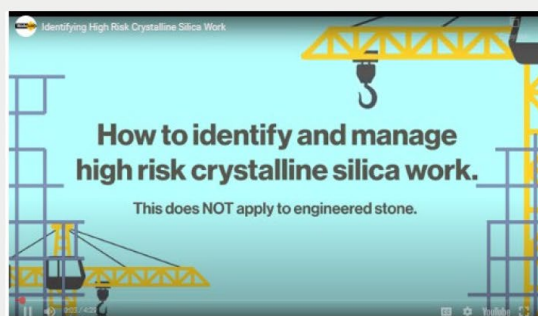 Identifying High Risk Crystalline Silica Work
How to identify and manage
high risk crystalline silica work.
This does NOT apply to engineered stone.
YouTube